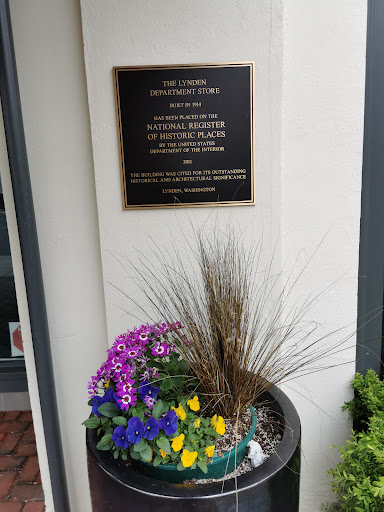 THE LYNDEN
DEPARTMENT STORE
BUILT IN 1914
HAS BEEN PLACED ON THE
NATIONAL REGISTER
OF HISTORIC PLACES
BY THE UNITED STATES
DEPARTMENT OF THE INTERIOR
2011
THE BUILDING WAS CITED FOR ITS OUTSTANDING
HISTORICAL AND ARCHITECTURAL SIGNIFICANCE
LYNDEN, WASHINGTON